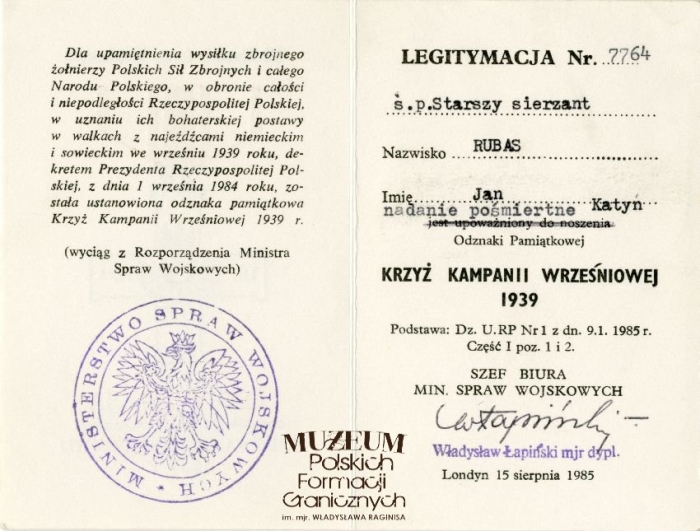 Dla upamiętnienia wysiłku zbrojnego
żołnierzy Polskich Sił Zbrojnych i całego
Narodu Polskiego, w obronie całości
i niepodległości Rzeczypospolitej Polskiej,
w uznaniu ich bohaterskiej postawy
w walkach z najeźdźcami niemieckim
i sowieckim we wrześniu 1939 roku, de-
kretem Prezydenta Rzeczypospolitej Pol-
skiej, z dnia 1 września 1984 roku, zo-
stała ustanowiona odznaka pamiątkowa
Krzyż Kampanii Wrześniowej 1939 r.
(wyciąg z Rozporządzenia Ministra
Spraw Wojskowych)
MINISTERSTWO SPRAW WOJSKOWYCH
LEGITYMACJA Nr. 7764
ś.p.Starszy sierzant
Nazwisko RUBAS
Imię Jan
nadanie pośmiertne Katyń
jest upoważniony do noszenia
Odznaki Pamiątkowej
KRZYŻ KAMPANII WRZEŚNIOWEJ
1939
Podstawa: Dz. U.RP Nr 1 z dn. 9.1. 1985 r.
Część I poz. 1 i 2.
SZEF BIURA
MIN. SPRAW WOJSKOWYCH
WŁapiński
Władysław Łapiński mjr dypl.
Londyn 15 sierpnia 1985
MUZEUM
Polskich
Formacji
Granicznych
im. mjr. WŁADYSŁAWA RAGINISA